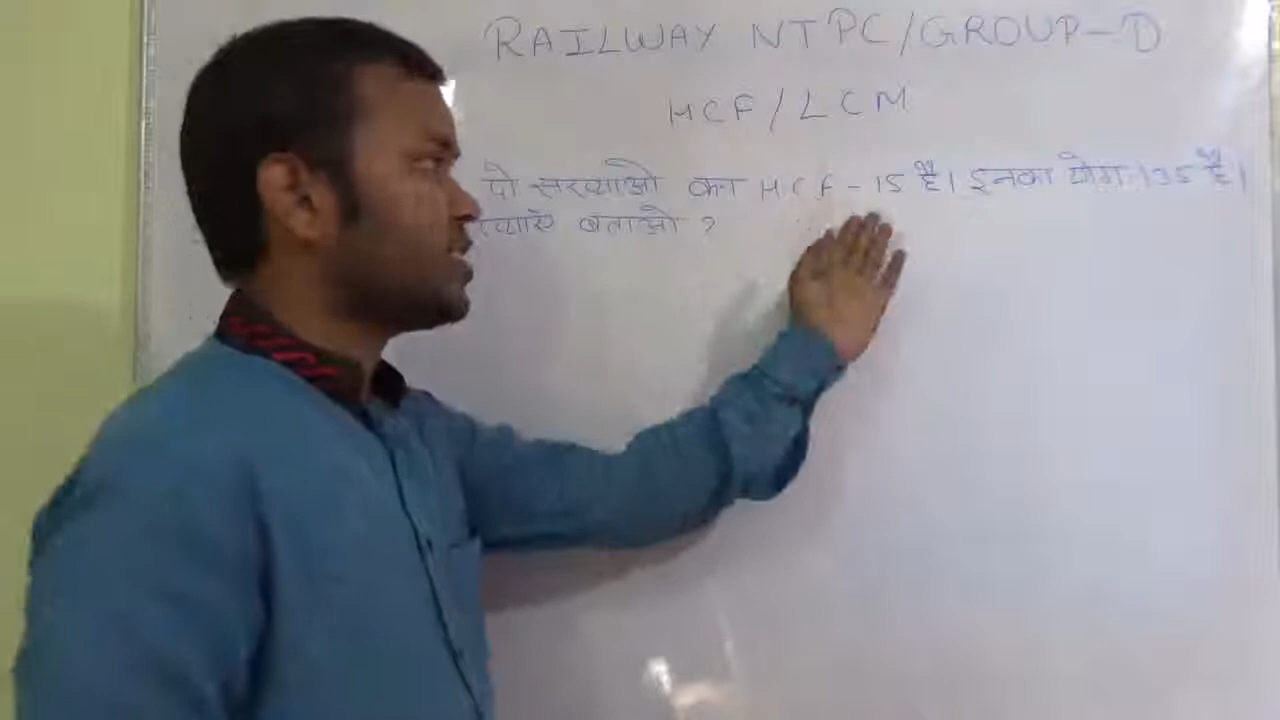 RAILWAY NTPC/GROUP-D
HCF/LCM
दो संख्याओ का HCF-15 है। इनका योग 135 है।
बताओ ?